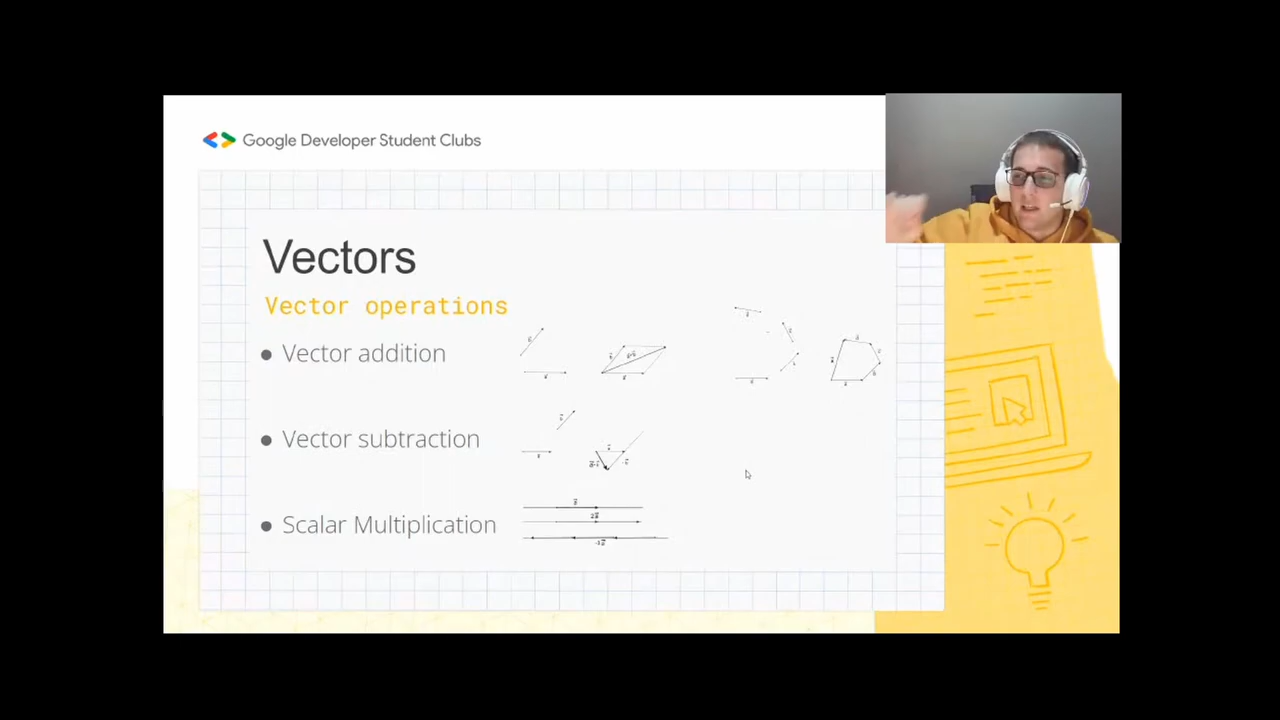 Google Developer Student Clubs
Vectors
Vector operations
Vector addition
Vector subtraction
Scalar Multiplication